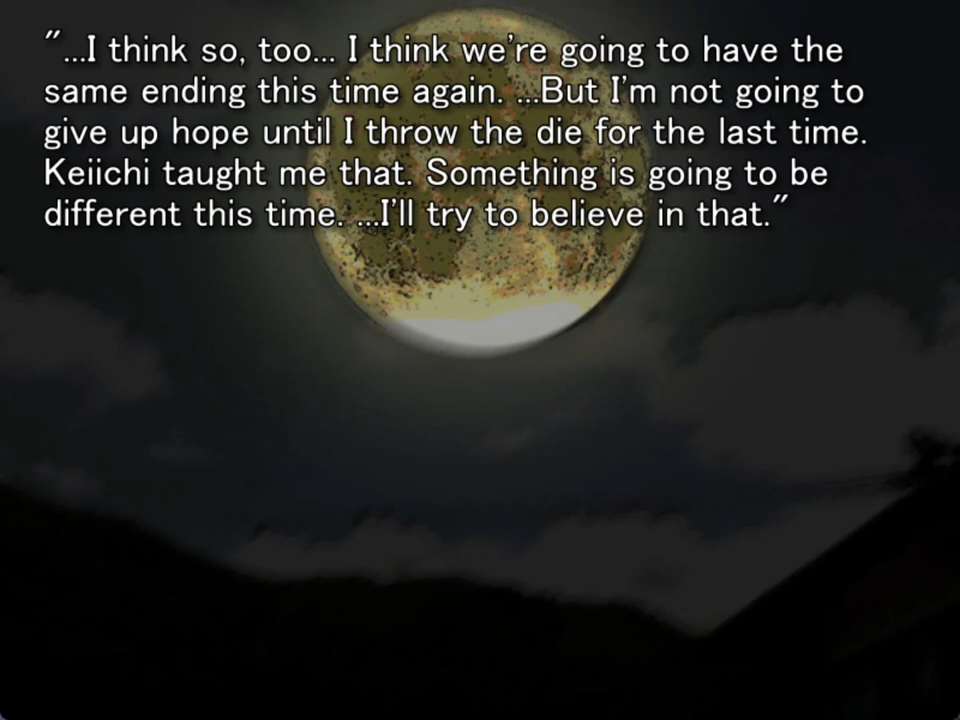 "...I think so, too... I think we're going to have the
same ending this time again. ...But I'm not going to
give up hope until I throw the die for the last time.
Keiichi taught me that. Something is going to be
different this time. ...I'll try to believe in that."